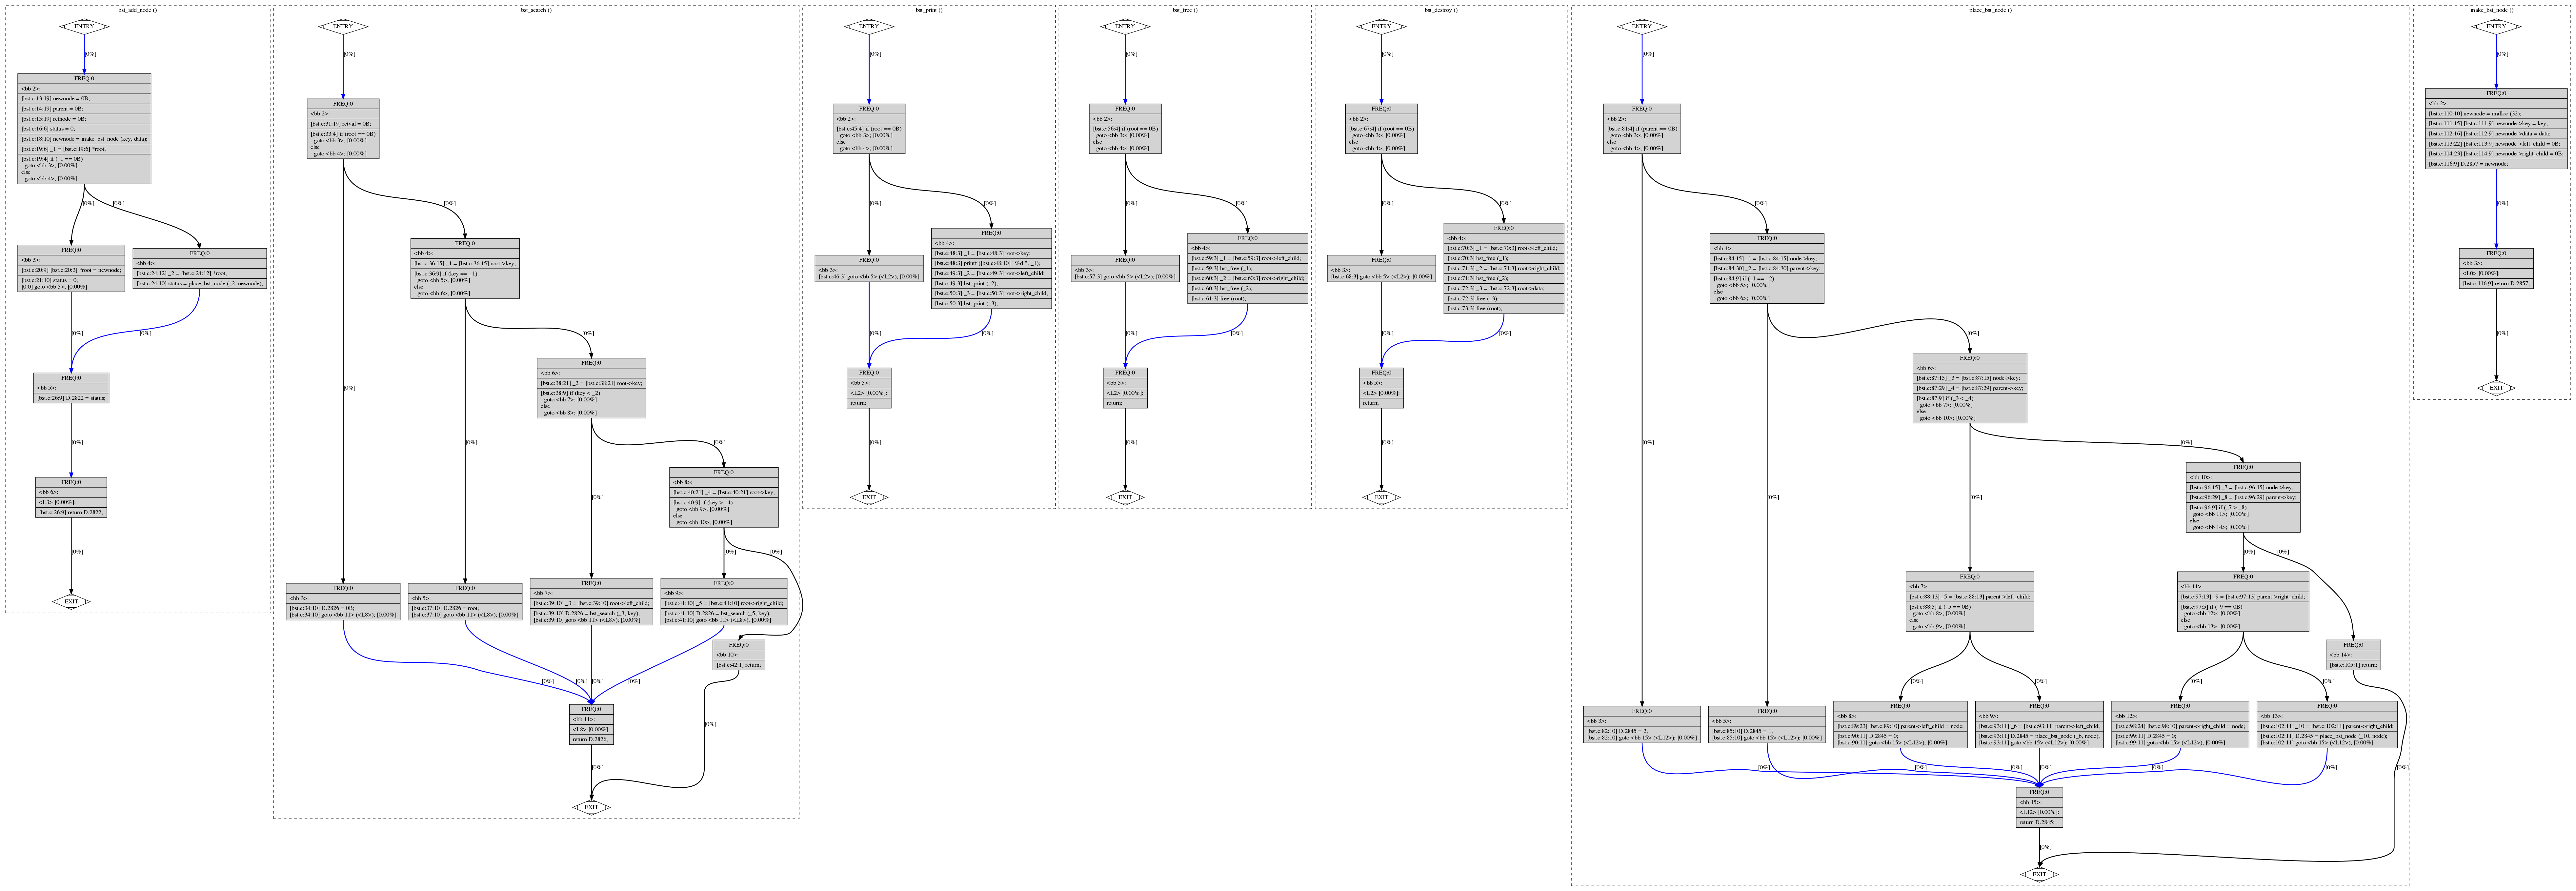 bst_add_node ()
ENTRY
[0%]
FREQ:0
<bb 2>:
[bst.c:13:19] newnode = 0B;
[bst.c:14:19] parent = 0B;
[bst.c:15:19] retnode = 0B;
[bst.c:16:6] status = 0;
[bst.c:18:10] newnode = make_bst_node (key, data);
[bst.c:19:6] _1 = [bst.c:19:6] *root;
[bst.c:19:4] if (_1 == 0B)
goto <bb 3>; [0.00%]
else
goto <bb 4>; [0.00%]
[0%]
[0%]
FREQ:0
<bb 3>:
[bst.c:20:9] [bst.c:20:3] *root = newnode;
[bst.c:21:10] status = 0;
[0:0] goto <bb 5>; [0.00%]
FREQ:0
<bb 4>:
[bst.c:24:12] _2 = [bst.c:24:12] *root;
[bst.c:24:10] status = place_bst_node (_2, newnode);
[0%]
[0%]
FREQ:0
<bb 5>:
[bst.c:26:9] D.2822 = status;
[0%]
FREQ:0
<bb 6>:
<L3> [0.00%]:
[bst.c:26:9] return D.2822;
[0%]
EXIT
bst_search ()
ENTRY
[0%]
FREQ:0
<bb 2>:
[bst.c:31:19] retval = 0B;
[bst.c:33:4] if (root == 0B)
goto <bb 3>; [0.00%]
else
goto <bb 4>; [0.00%]
[0%]
[0%]
FREQ:0
<bb 4>:
[bst.c:36:15] _1 = [bst.c:36:15] root->key;
[bst.c:36:9] if (key == _1)
goto <bb 5>; [0.00%]
else
goto <bb 6>; [0.00%]
[0%]
[0%]
FREQ:0
<bb 6>:
[bst.c:38:21] _2 = [bst.c:38:21] root->key;
[bst.c:38:9] if (key < _2)
goto <bb 7>; [0.00%]
else
goto <bb 8>; [0.00%]
[0%]
[0%]
FREQ:0
<bb 8>:
[bst.c:40:21] _4 = [bst.c:40:21] root->key;
[bst.c:40:9] if (key > _4)
goto <bb 9>; [0.00%]
else
goto <bb 10>; [0.00%]
[0%]
[0%]
FREQ:0
<bb 3>:
[bst.c:34:10] D.2826 = 0B;
[bst.c:34:10] goto <bb 11> (<L8>); [0.00%]
FREQ:0
<bb 5>:
[bst.c:37:10] D.2826 = root;
[bst.c:37:10] goto <bb 11> (<L8>); [0.00%]
FREQ:0
<bb 7>:
[bst.c:39:10] _3 = [bst.c:39:10] root->left_child;
[bst.c:39:10] D.2826 = bst_search (_3, key);
[bst.c:39:10] goto <bb 11> (<L8>); [0.00%]
FREQ:0
<bb 9>:
[bst.c:41:10] _5 = [bst.c:41:10] root->right_child;
[bst.c:41:10] D.2826 = bst_search (_5, key);
[bst.c:41:10] goto <bb 11> (<L8>); [0.00%]
FREQ:0
<bb 10>:
[bst.c:42:1] return;
[0%]
[0%]
[0%]
[0%]
[0%]
FREQ:0
<bb 11>:
<L8> [0.00%]:
return D.2826;
[0%]
EXIT
bst_print ()
ENTRY
[0%]
FREQ:0
<bb 2>:
[bst.c:45:4] if (root == 0B)
goto <bb 3>; [0.00%]
else
goto <bb 4>; [0.00%]
[0%]
[0%]
FREQ:0
<bb 3>:
[bst.c:46:3] goto <bb 5> (<L2>); [0.00%]
FREQ:0
<bb 4>:
[bst.c:48:3] _1 = [bst.c:48:3] root->key;
[bst.c:48:3] printf ([bst.c:48:10] "%d ", _1);
[bst.c:49:3] _2 = [bst.c:49:3] root->left_child;
[bst.c:49:3] bst_print (_2);
[bst.c:50:3] _3 = [bst.c:50:3] root->right_child;
[bst.c:50:3] bst_print (_3);
[0%]
[0%]
FREQ:0
<bb 5>:
<L2> [0.00%]:
return;
[0%]
EXIT
bst_free ()
ENTRY
[0%]
FREQ:0
<bb 2>:
[bst.c:56:4] if (root == 0B)
goto <bb 3>; [0.00%]
else
goto <bb 4>; [0.00%]
[0%]
[0%]
FREQ:0
<bb 3>:
[bst.c:57:3] goto <bb 5> (<L2>); [0.00%]
FREQ:0
<bb 4>:
[bst.c:59:3] _1 = [bst.c:59:3] root->left_child;
[bst.c:59:3] bst_free (_1);
[bst.c:60:3] _2 = [bst.c:60:3] root->right_child;
[bst.c:60:3] bst_free (_2);
[bst.c:61:3] free (root);
[0%]
[0%]
FREQ:0
<bb 5>:
<L2> [0.00%]:
return;
[0%]
EXIT
bst_destroy ()
ENTRY
[0%]
FREQ:0
<bb 2>:
[bst.c:67:4] if (root == 0B)
goto <bb 3>; [0.00%]
else
goto <bb 4>; [0.00%]
[0%]
[0%]
FREQ:0
<bb 3>:
[bst.c:68:3] goto <bb 5> (<L2>); [0.00%]
FREQ:0
<bb 4>:
[bst.c:70:3] _1 = [bst.c:70:3] root->left_child;
[bst.c:70:3] bst_free (_1);
[bst.c:71:3] _2 = [bst.c:71:3] root->right_child;
[bst.c:71:3] bst_free (_2);
[bst.c:72:3] _3 = [bst.c:72:3] root->data;
[bst.c:72:3] free (_3);
[bst.c:73:3] free (root);
[0%]
[0%]
FREQ:0
<bb 5>:
<L2> [0.00%]:
return;
[0%]
EXIT
place_bst_node ()
ENTRY
[0%]
FREQ:0
<bb 2>:
[bst.c:81:4] if (parent == 0B)
goto <bb 3>; [0.00%]
else
goto <bb 4>; [0.00%]
[0%]
[0%]
FREQ:0
<bb 4>:
[bst.c:84:15] _1 = [bst.c:84:15] node->key;
[bst.c:84:30] _2 = [bst.c:84:30] parent->key;
[bst.c:84:9] if (_1 == _2)
goto <bb 5>; [0.00%]
else
goto <bb 6>; [0.00%]
[0%]
[0%]
FREQ:0
<bb 6>:
[bst.c:87:15] _3 = [bst.c:87:15] node->key;
[bst.c:87:29] _4 = [bst.c:87:29] parent->key;
[bst.c:87:9] if (_3 < _4)
goto <bb 7>; [0.00%]
else
goto <bb 10>; [0.00%]
[0%]
[0%]
FREQ:0
<bb 10>:
[bst.c:96:15] _7 = [bst.c:96:15] node->key;
[bst.c:96:29] _8 = [bst.c:96:29] parent->key;
[bst.c:96:9] if (_7 > _8)
goto <bb 11>; [0.00%]
else
goto <bb 14>; [0.00%]
[0%]
[0%]
FREQ:0
<bb 7>:
[bst.c:88:13] _5 = [bst.c:88:13] parent->left_child;
[bst.c:88:5] if (_5 == 0B)
goto <bb 8>; [0.00%]
else
goto <bb 9>; [0.00%]
FREQ:0
<bb 11>:
[bst.c:97:13] _9 = [bst.c:97:13] parent->right_child;
[bst.c:97:5] if (_9 == 0B)
goto <bb 12>; [0.00%]
else
goto <bb 13>; [0.00%]
FREQ:0
<bb 14>:
[bst.c:105:1] return;
[0%]
[0%]
[0%]
[0%]
FREQ:0
<bb 3>:
[bst.c:82:10] D.2845 = 2;
[bst.c:82:10] goto <bb 15> (<L12>); [0.00%]
FREQ:0
<bb 5>:
[bst.c:85:10] D.2845 = 1;
[bst.c:85:10] goto <bb 15> (<L12>); [0.00%]
FREQ:0
<bb 8>:
[bst.c:89:23] [bst.c:89:10] parent->left_child = node;
[bst.c:90:11] D.2845 = 0;
[bst.c:90:11] goto <bb 15> (<L12>); [0.00%]
FREQ:0
<bb 9>:
[bst.c:93:11] _6 = [bst.c:93:11] parent->left_child;
[bst.c:93:11] D.2845 = place_bst_node (_6, node);
[bst.c:93:11] goto <bb 15> (<L12>); [0.00%]
FREQ:0
<bb 12>:
[bst.c:98:24] [bst.c:98:10] parent->right_child = node;
[bst.c:99:11] D.2845 = 0;
[bst.c:99:11] goto <bb 15> (<L12>); [0.00%]
FREQ:0
<bb 13>:
[bst.c:102:11] _10 = [bst.c:102:11] parent->right_child;
[bst.c:102:11] D.2845 = place_bst_node (_10, node);
[bst.c:102:11] goto <bb 15> (<L12>); [0.00%]
[0%]
[0%]
[0%]
[0%]
[0%]
[0%]
[0%]
FREQ:0
<bb 15>:
<L12> [0.00%]:
return D.2845;
[0%]
EXIT
make_bst_node ()
ENTRY
[0%]
FREQ:0
<bb 2>:
[bst.c:110:10] newnode = malloc (32);
[bst.c:111:15] [bst.c:111:9] newnode->key = key;
[bst.c:112:16] [bst.c:112:9] newnode->data = data;
[bst.c:113:22] [bst.c:113:9] newnode->left_child = 0B;
[bst.c:114:23] [bst.c:114:9] newnode->right_child = 0B;
[bst.c:116:9] D.2857 = newnode;
[0%]
FREQ:0
<bb 3>:
<L0> [0.00%]:
[bst.c:116:9] return D.2857;
[0%]
EXIT